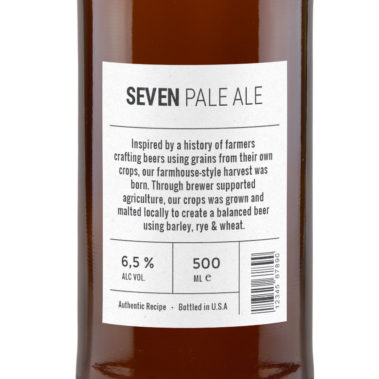 SEVEN PALE ALE
Inspired by a history of farmers
crafting beers using grains from their own
crops, our farmhouse-style harvest was
born. Through brewer supported
agriculture, our crops was grown and
malted locally to create a balanced beer
using barley, rye & wheat.
6,5 %
ALC VOL.
500
ML ℮
12345 67890
Authentic Recipe · Bottled in U.S.A